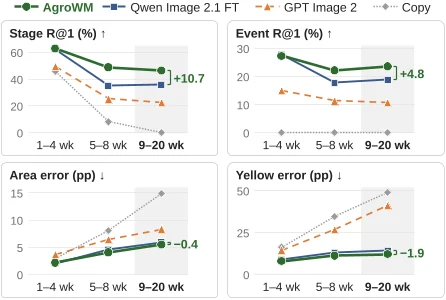 AgroWM Qwen Image 2.1 FT GPT Image 2 Copy
Stage R@1 (%) ↑
60
40
20
0
+10.7
1–4 wk 5–8 wk 9–20 wk
Event R@1 (%) ↑
30
20
10
0
+4.8
1–4 wk 5–8 wk 9–20 wk
Area error (pp) ↓
15
10
5
0
−0.4
1–4 wk 5–8 wk 9–20 wk
Yellow error (pp) ↓
50
25
0
−1.9
1–4 wk 5–8 wk 9–20 wk